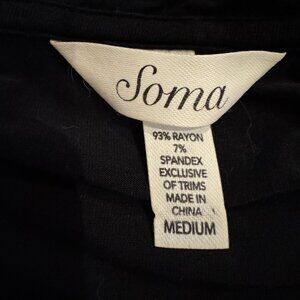 Soma
93% RAYON
7%
SPANDEX
EXCLUSIVE
OF TRIMS
MADE IN
CHINA
MEDIUM